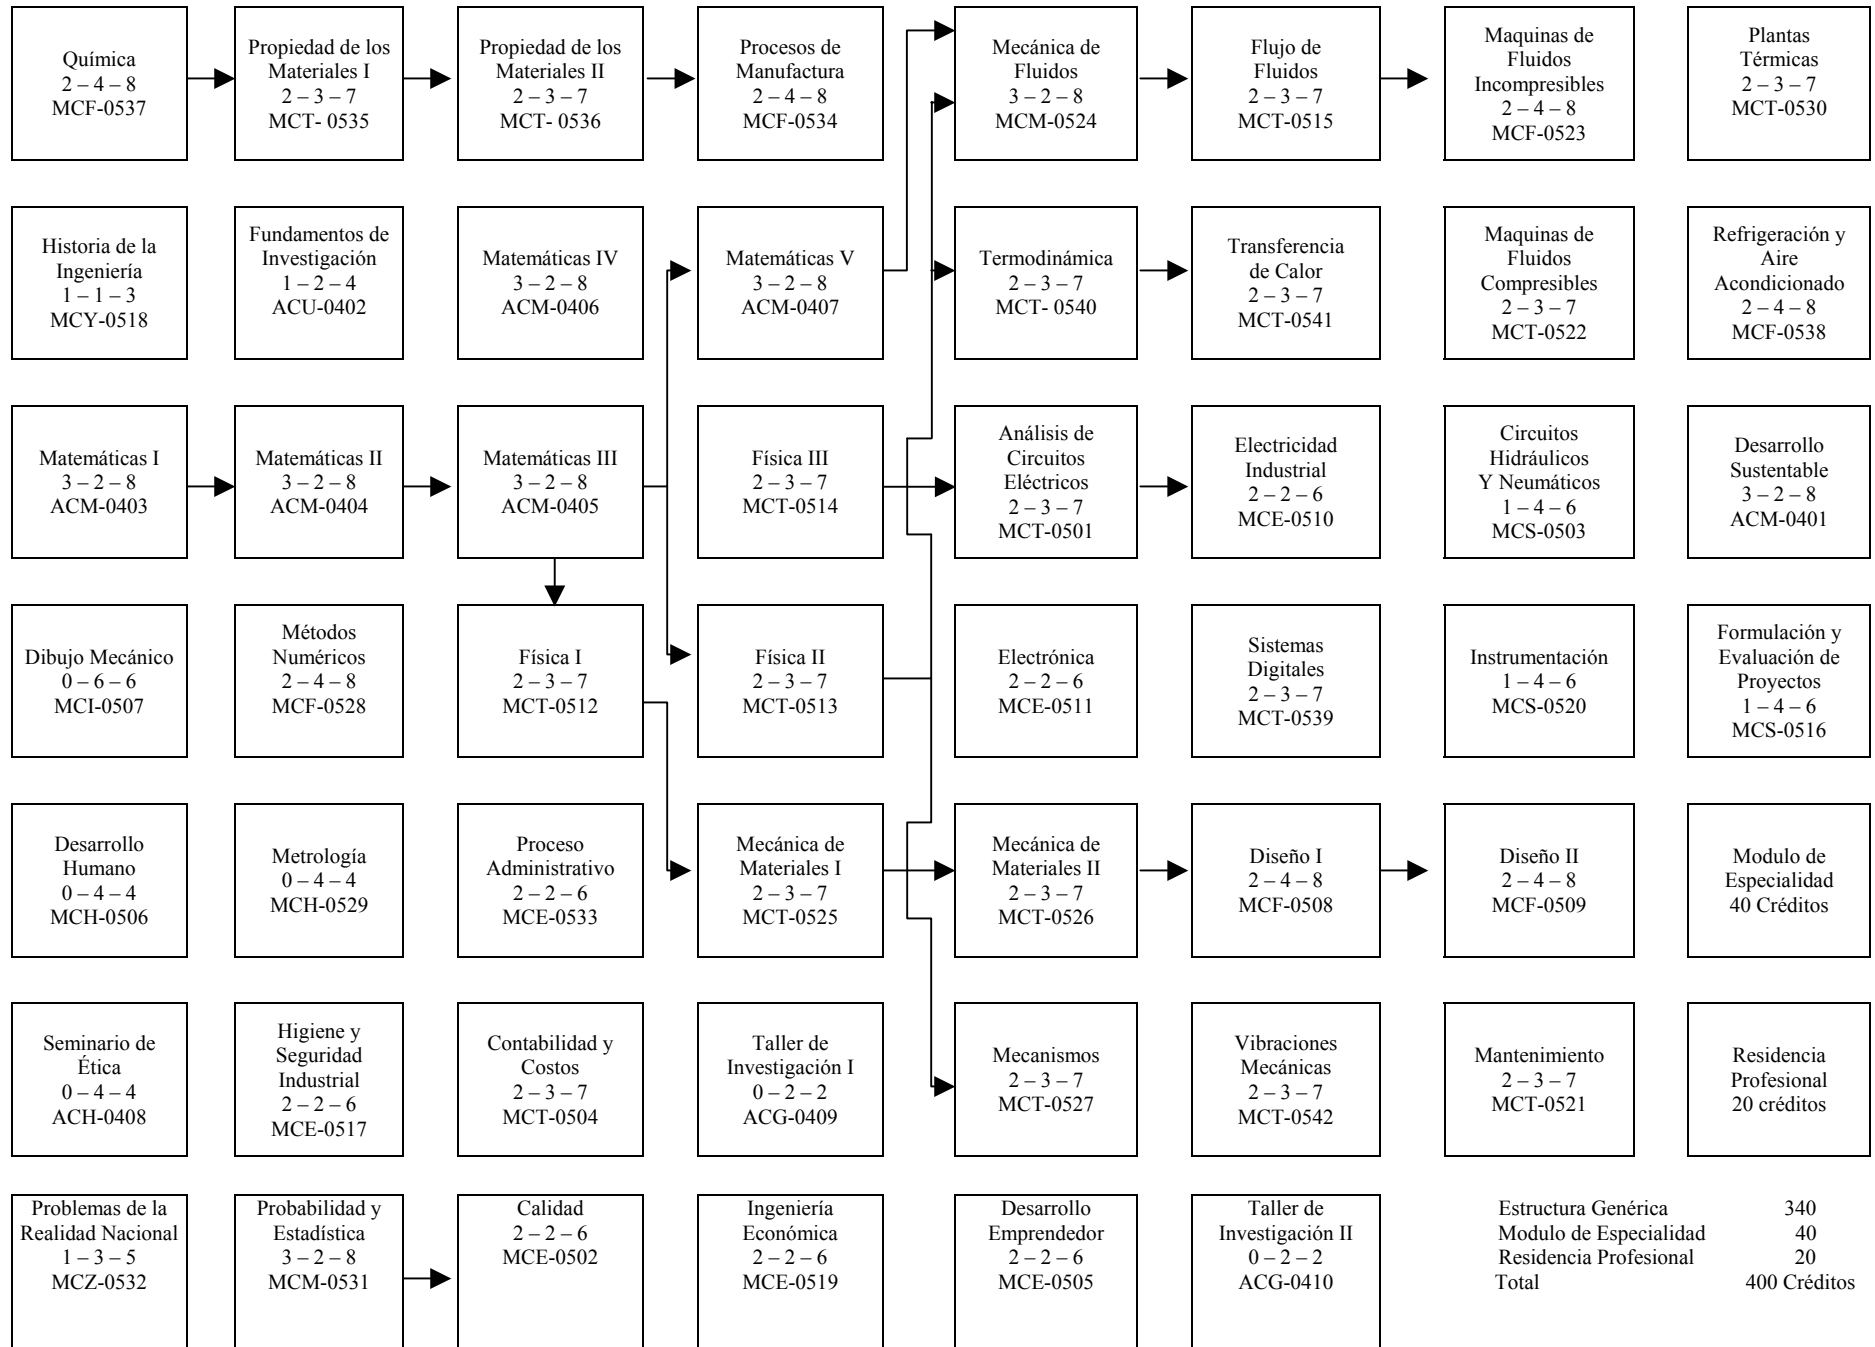 Química
2 – 4 – 8
MCF-0537
Propiedad de los
Materiales I
2 – 3 – 7
MCT- 0535
Propiedad de los
Materiales II
2 – 3 – 7
MCT- 0536
Procesos de
Manufactura
2 – 4 – 8
MCF-0534
Mecánica de
Fluidos
3 – 2 – 8
MCM-0524
Flujo de
Fluidos
2 – 3 – 7
MCT-0515
Maquinas de
Fluidos
Incompresibles
2 – 4 – 8
MCF-0523
Plantas
Térmicas
2 – 3 – 7
MCT-0530
Historia de la
Ingeniería
1 – 1 – 3
MCY-0518
Fundamentos de
Investigación
1 – 2 – 4
ACU-0402
Matemáticas IV
3 – 2 – 8
ACM-0406
Matemáticas V
3 – 2 – 8
ACM-0407
Termodinámica
2 – 3 – 7
MCT- 0540
Transferencia
de Calor
2 – 3 – 7
MCT-0541
Maquinas de
Fluidos
Compresibles
2 – 3 – 7
MCT-0522
Refrigeración y
Aire
Acondicionado
2 – 4 – 8
MCF-0538
Matemáticas I
3 – 2 – 8
ACM-0403
Matemáticas II
3 – 2 – 8
ACM-0404
Matemáticas III
3 – 2 – 8
ACM-0405
Física III
2 – 3 – 7
MCT-0514
Análisis de
Circuitos
Eléctricos
2 – 3 – 7
MCT-0501
Electricidad
Industrial
2 – 2 – 6
MCE-0510
Circuitos
Hidráulicos
Y Neumáticos
1 – 4 – 6
MCS-0503
Desarrollo
Sustentable
3 – 2 – 8
ACM-0401
Dibujo Mecánico
0 – 6 – 6
MCI-0507
Métodos
Numéricos
2 – 4 – 8
MCF-0528
Física I
2 – 3 – 7
MCT-0512
Física II
2 – 3 – 7
MCT-0513
Electrónica
2 – 2 – 6
MCE-0511
Sistemas
Digitales
2 – 3 – 7
MCT-0539
Instrumentación
1 – 4 – 6
MCS-0520
Formulación y
Evaluación de
Proyectos
1 – 4 – 6
MCS-0516
Desarrollo
Humano
0 – 4 – 4
MCH-0506
Metrología
0 – 4 – 4
MCH-0529
Proceso
Administrativo
2 – 2 – 6
MCE-0533
Mecánica de
Materiales I
2 – 3 – 7
MCT-0525
Mecánica de
Materiales II
2 – 3 – 7
MCT-0526
Diseño I
2 – 4 – 8
MCF-0508
Diseño II
2 – 4 – 8
MCF-0509
Modulo de
Especialidad
40 Créditos
Seminario de
Ética
0 – 4 – 4
ACH-0408
Higiene y
Seguridad
Industrial
2 – 2 – 6
MCE-0517
Contabilidad y
Costos
2 – 3 – 7
MCT-0504
Taller de
Investigación I
0 – 2 – 2
ACG-0409
Mecanismos
2 – 3 – 7
MCT-0527
Vibraciones
Mecánicas
2 – 3 – 7
MCT-0542
Mantenimiento
2 – 3 – 7
MCT-0521
Residencia
Profesional
20 créditos
Problemas de la
Realidad Nacional
1 – 3 – 5
MCZ-0532
Probabilidad y
Estadística
3 – 2 – 8
MCM-0531
Calidad
2 – 2 – 6
MCE-0502
Ingeniería
Económica
2 – 2 – 6
MCE-0519
Desarrollo
Emprendedor
2 – 2 – 6
MCE-0505
Taller de
Investigación II
0 – 2 – 2
ACG-0410
Estructura Genérica 340
Modulo de Especialidad 40
Residencia Profesional 20
Total 400 Créditos